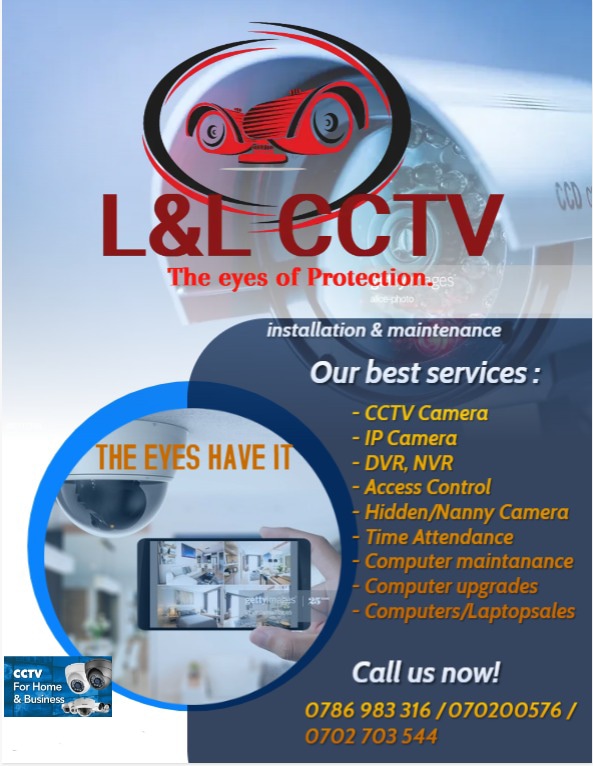 L&L CCTV
The eyes of Protection.
installation & maintenance
Our best services :
- CCTV Camera
- IP Camera
- DVR, NVR
- Access Control
- Hidden/Nanny Camera
- Time Attendance
- Computer maintanance
- Computer upgrades
- Computers/Laptopsales
THE EYES HAVE IT
gettyimages
CCTV
For Home
& Business
Call us now!
0786 983 316 / 070200576 /
0702 703 544